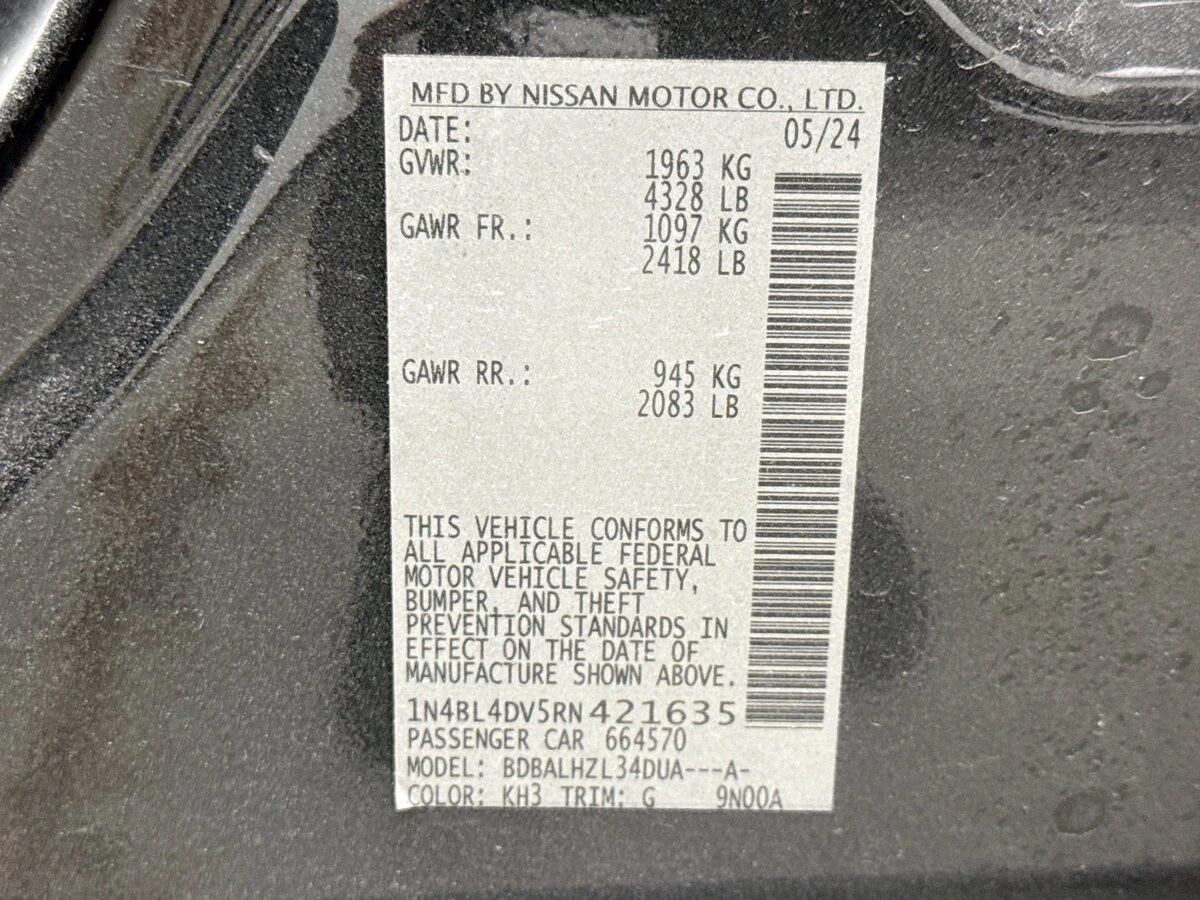 MFD BY NISSAN MOTOR CO., LTD.
DATE: 05/24
GVWR: 1963 KG
4328 LB
GAWR FR.: 1097 KG
2418 LB
GAWR RR.: 945 KG
2083 LB
THIS VEHICLE CONFORMS TO
ALL APPLICABLE FEDERAL
MOTOR VEHICLE SAFETY,
BUMPER, AND THEFT
PREVENTION STANDARDS IN
EFFECT ON THE DATE OF
MANUFACTURE SHOWN ABOVE.
1N4BL4DV5RN421635
PASSENGER CAR 664570
MODEL: BDBALHZL34DUA---A-
COLOR: KH3 TRIM: G 9N00A